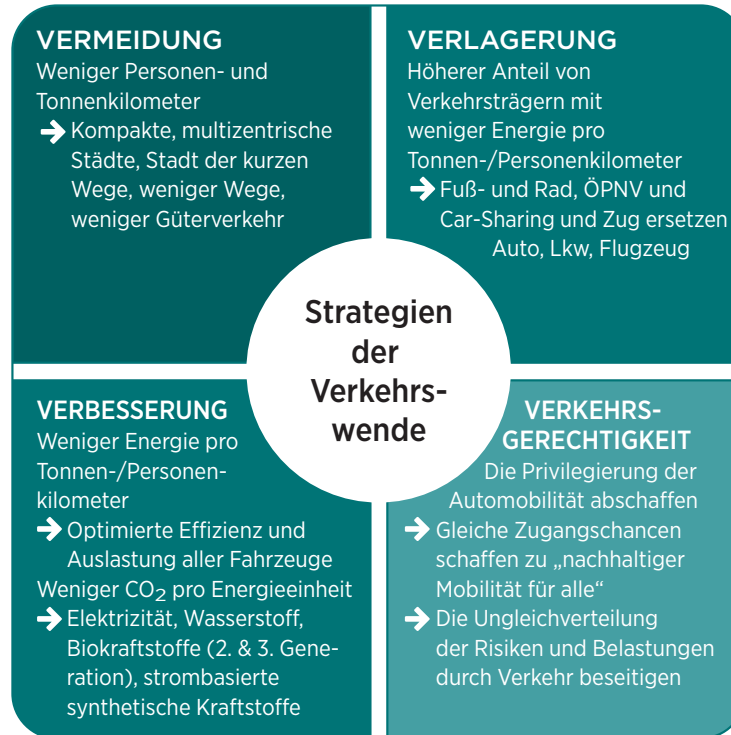 VERMEIDUNG
Weniger Personen- und
Tonnenkilometer
→ Kompakte, multizentrische
Städte, Stadt der kurzen
Wege, weniger Wege,
weniger Güterverkehr
VERLAGERUNG
Höherer Anteil von
Verkehrsträgern mit
weniger Energie pro
Tonnen-/Personenkilometer
→ Fuß- und Rad, ÖPNV und
Car-Sharing und Zug ersetzen
Auto, Lkw, Flugzeug
Strategien
der
Verkehrs-
wende
VERBESSERUNG
Weniger Energie pro
Tonnen-/Personen-
kilometer
→ Optimierte Effizienz und
Auslastung aller Fahrzeuge
Weniger CO₂ pro Energieeinheit
→ Elektrizität, Wasserstoff,
Biokraftstoffe (2. & 3. Gene-
ration), strombasierte
synthetische Kraftstoffe
VERKEHRS-
GERECHTIGKEIT
Die Privilegierung der
Automobilität abschaffen
→ Gleiche Zugangschancen
schaffen zu „nachhaltiger
Mobilität für alle“
→ Die Ungleichverteilung
der Risiken und Belastungen
durch Verkehr beseitigen